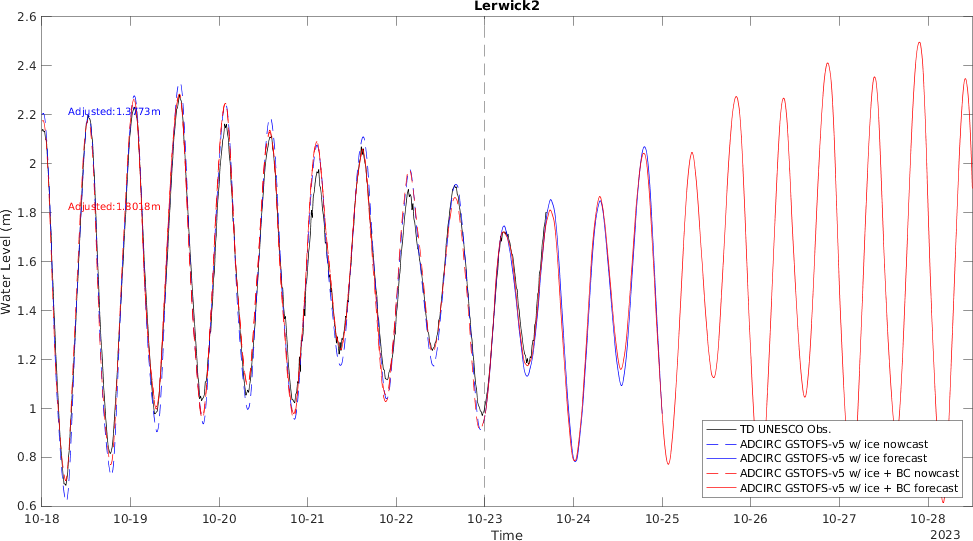 Lerwick2
2.6
2.4
2.2
2
1.8
1.6
1.4
1.2
1
0.8
0.6
Water Level (m)
Adjusted:1.3773m
Adjusted:1.3018m
TD UNESCO Obs.
ADCIRC GSTOFS-v5 w/ ice nowcast
ADCIRC GSTOFS-v5 w/ ice forecast
ADCIRC GSTOFS-v5 w/ ice + BC nowcast
ADCIRC GSTOFS-v5 w/ ice + BC forecast
10-18 10-19 10-20 10-21 10-22 10-23 10-24 10-25 10-26 10-27 10-28
2023
Time